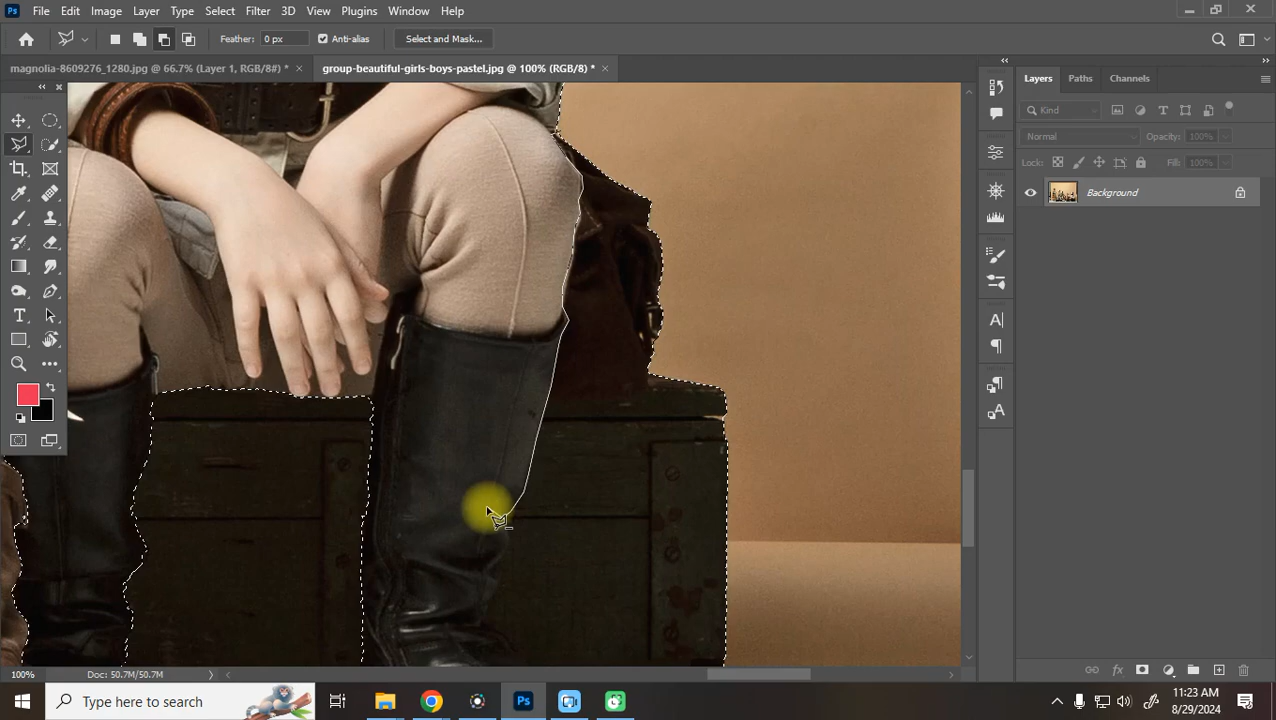 Ps File Edit Image Layer Type Select Filter 3D View Plugins Window Help
Feather: 0 px Anti-alias Select and Mask...
magnolia-8609276_1280.jpg @ 66.7% (Layer 1, RGB/8#) * × group-beautiful-girls-boys-pastel.jpg @ 100% (RGB/8) * ×
Layers Paths Channels
Kind
Normal Opacity: 100%
Lock: Fill: 100%
Background
100% Doc: 50.7M/50.7M
Type here to search
Ps
11:23 AM
8/29/2024